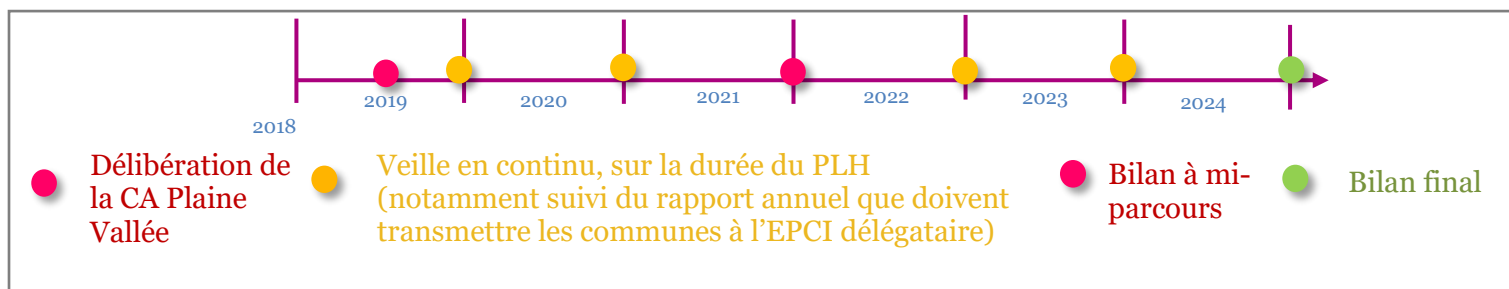 2019
2020
2021
2022
2023
2024
2018
Délibération de
la CA Plaine
Vallée
Veille en continu, sur la durée du PLH
(notamment suivi du rapport annuel que doivent
transmettre les communes à l’EPCI délégataire)
Bilan à mi-
parcours
Bilan final